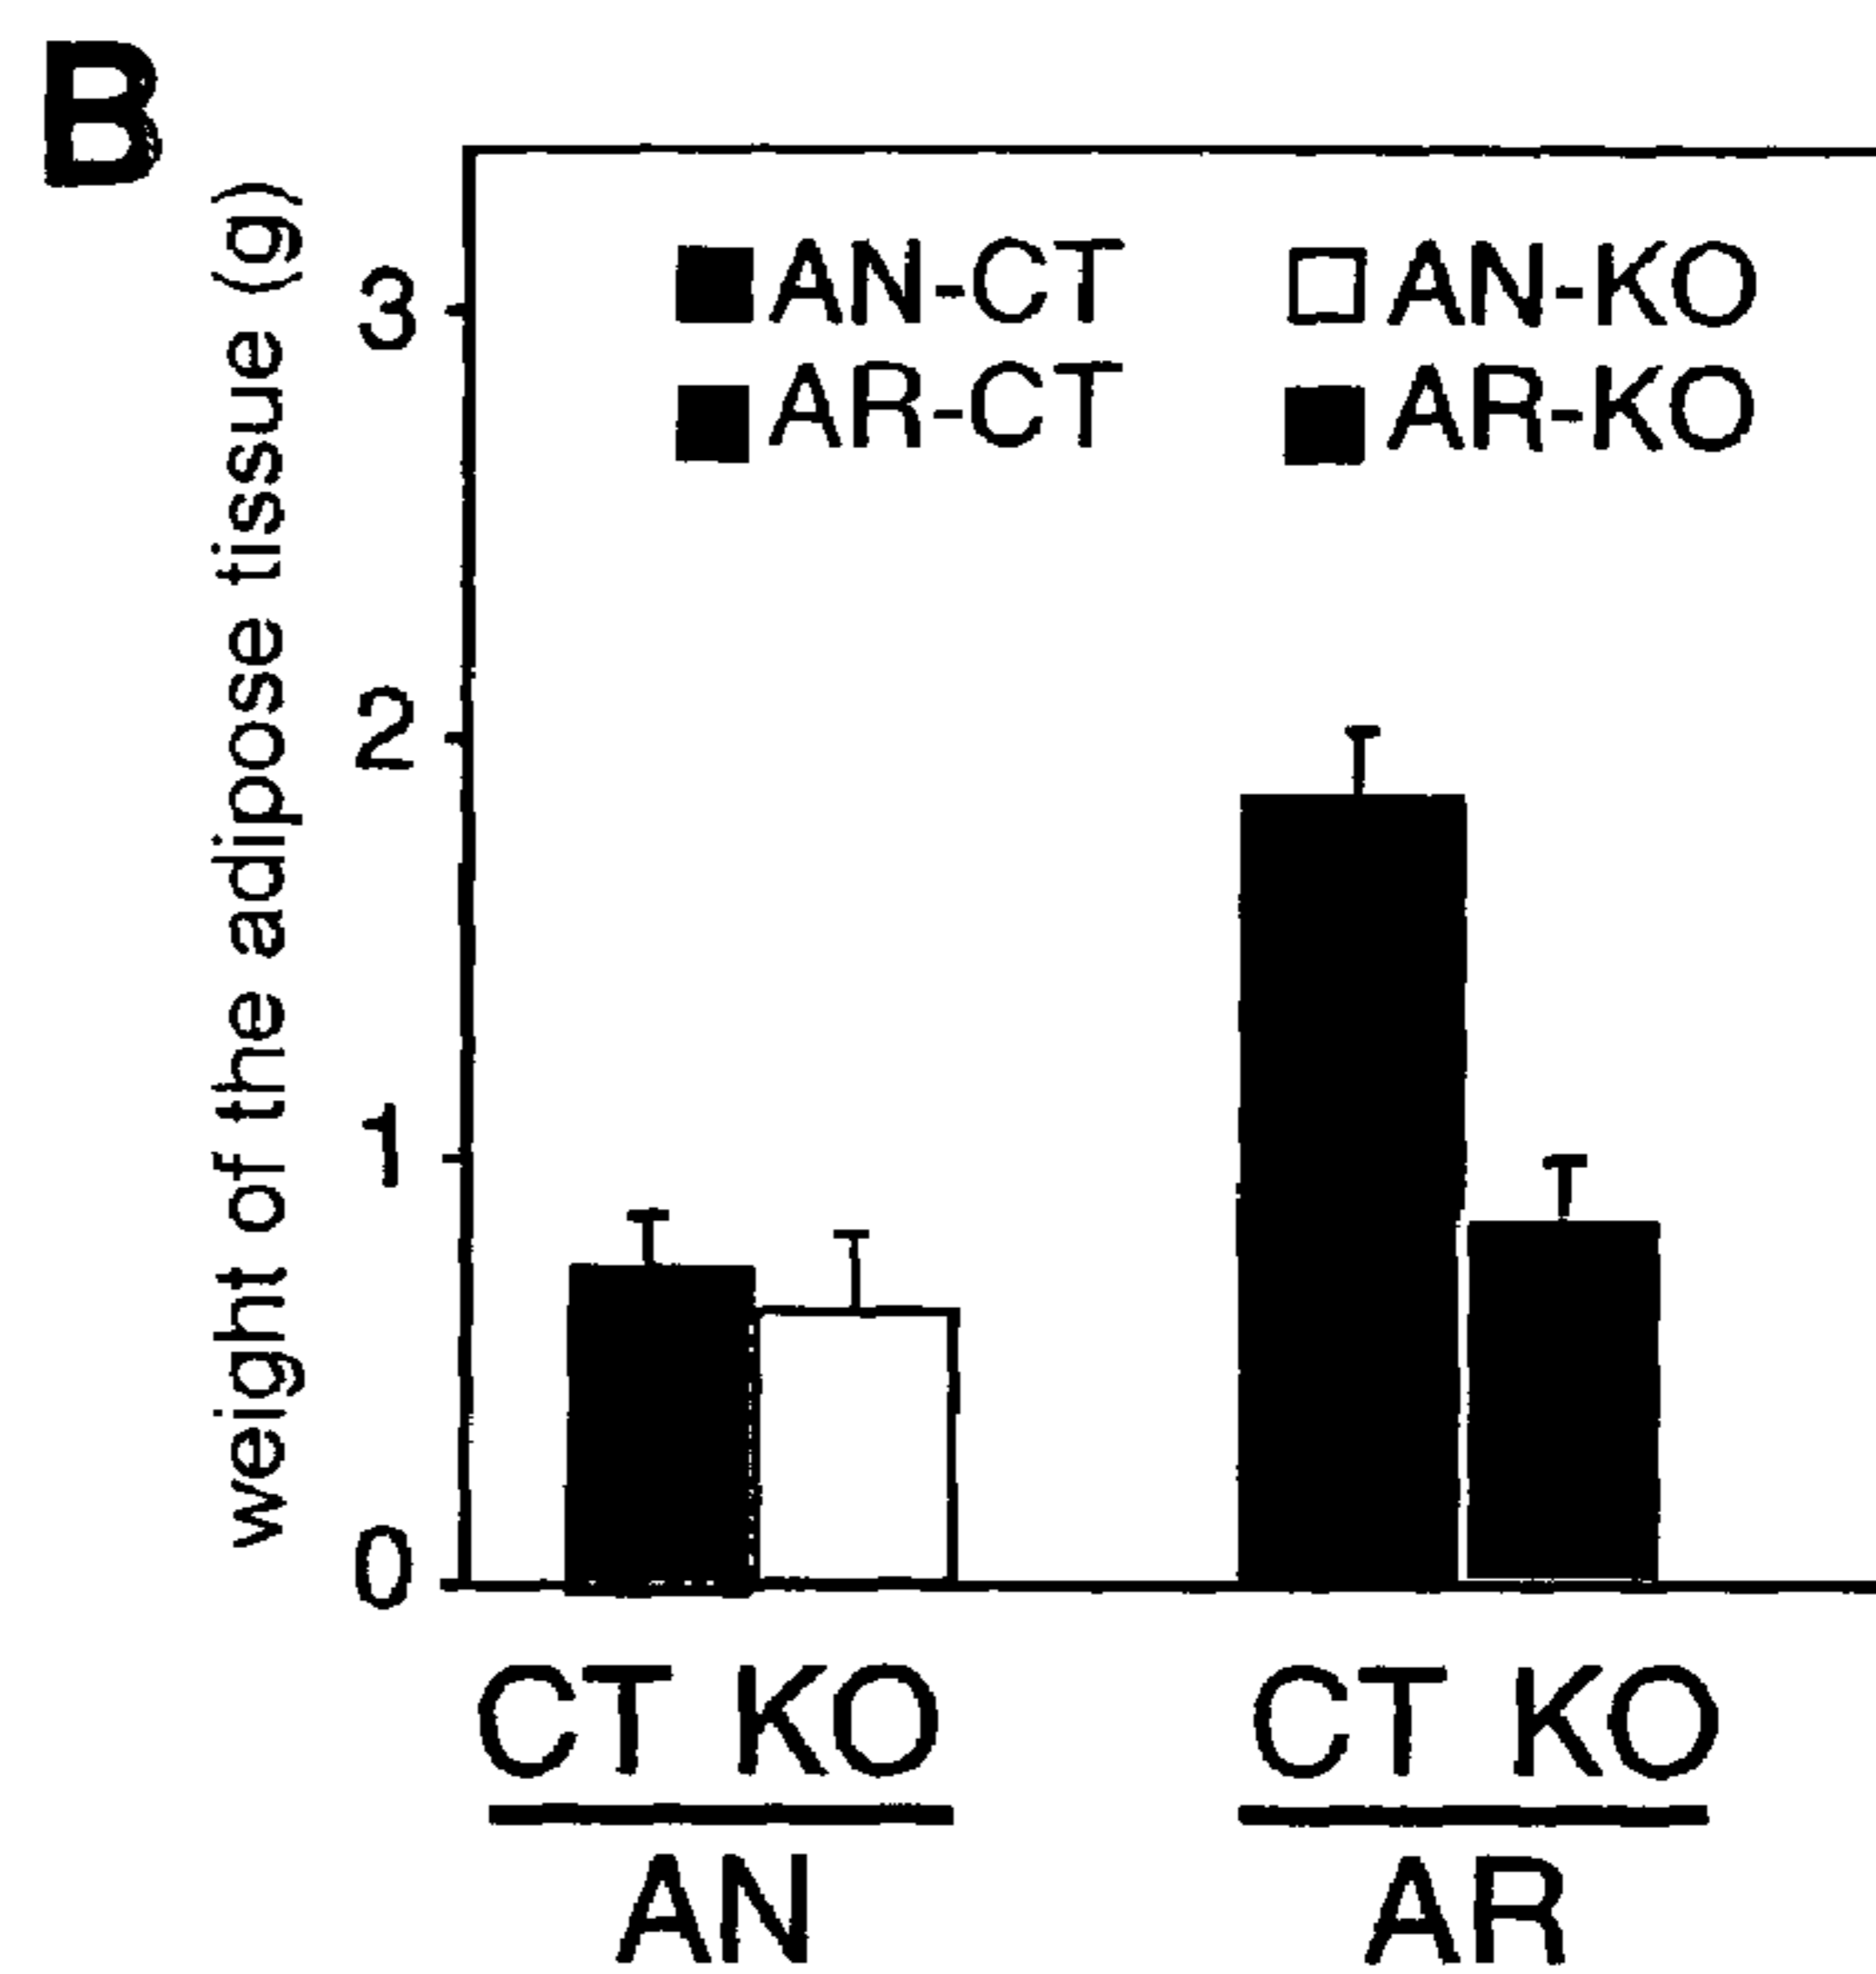 B
weight of the adipose tissue (g)
3
2
1
0
AN-CT AN-KO
AR-CT AR-KO
CT KO CT KO
AN AR